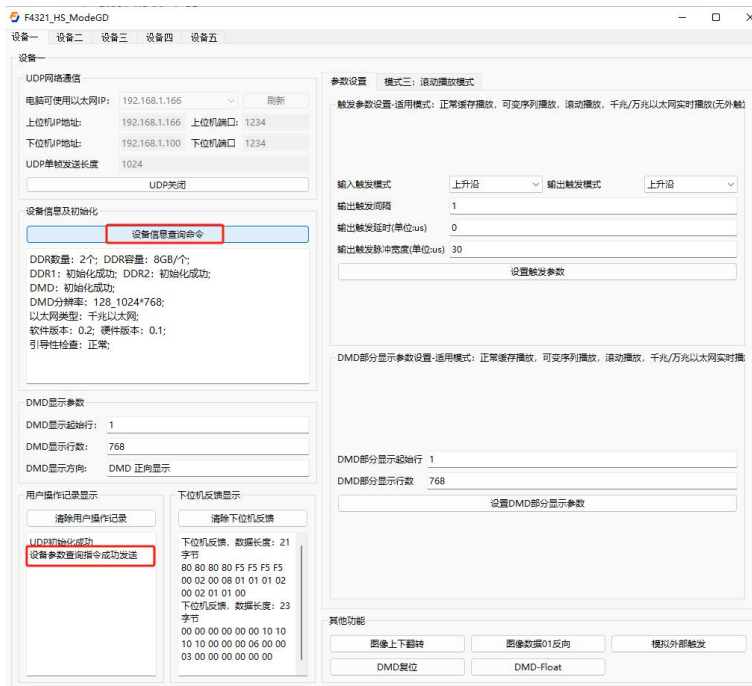 F4321_HS_ModeGD
设备一 设备二 设备三 设备四 设备五
设备一
UDP网络通信
电脑可使用以太网IP: 192.168.1.166 刷新
上位机IP地址: 192.168.1.166 上位机端口: 1234
下位机IP地址: 192.168.1.100 下位机端口 1234
UDP单帧发送长度 1024
UDP关闭
设备信息及初始化
设备信息查询命令
DDR数量: 2个; DDR容量: 8GB/个;
DDR1: 初始化成功; DDR2: 初始化成功;
DMD: 初始化成功;
DMD分辨率: 128_1024*768;
以太网类型: 千兆以太网;
软件版本: 0.2; 硬件版本: 0.1;
引导性检查: 正常;
DMD显示参数
DMD显示起始行: 1
DMD显示行数: 768
DMD显示方向: DMD 正向显示
用户操作记录显示
清除用户操作记录
UDP初始化成功
设备参数查询指令成功发送
下位机反馈显示
清除下位机反馈
下位机反馈，数据长度: 21
字节
80 80 80 80 F5 F5 F5 F5
00 02 00 08 01 01 01 02
00 02 01 01 00
下位机反馈，数据长度: 23
字节
00 00 00 00 00 00 10 10
10 10 00 00 00 06 00 00
03 00 00 00 00 00 00
参数设置 模式三: 滚动播放模式
触发参数设置-适用模式: 正常缓存播放，可变序列播放，滚动播放，千兆/万兆以太网实时播放(无外触
输入触发模式 上升沿 输出触发模式 上升沿
输出触发间隔 1
输出触发延时(单位:us) 0
输出触发脉冲宽度(单位:us) 30
设置触发参数
DMD部分显示参数设置-适用模式: 正常缓存播放，可变序列播放，滚动播放，千兆/万兆以太网实时播
DMD部分显示起始行 1
DMD部分显示行数 768
设置DMD部分显示参数
其他功能
图像上下翻转 图像数据01反向 模拟外部触发
DMD复位 DMD-Float